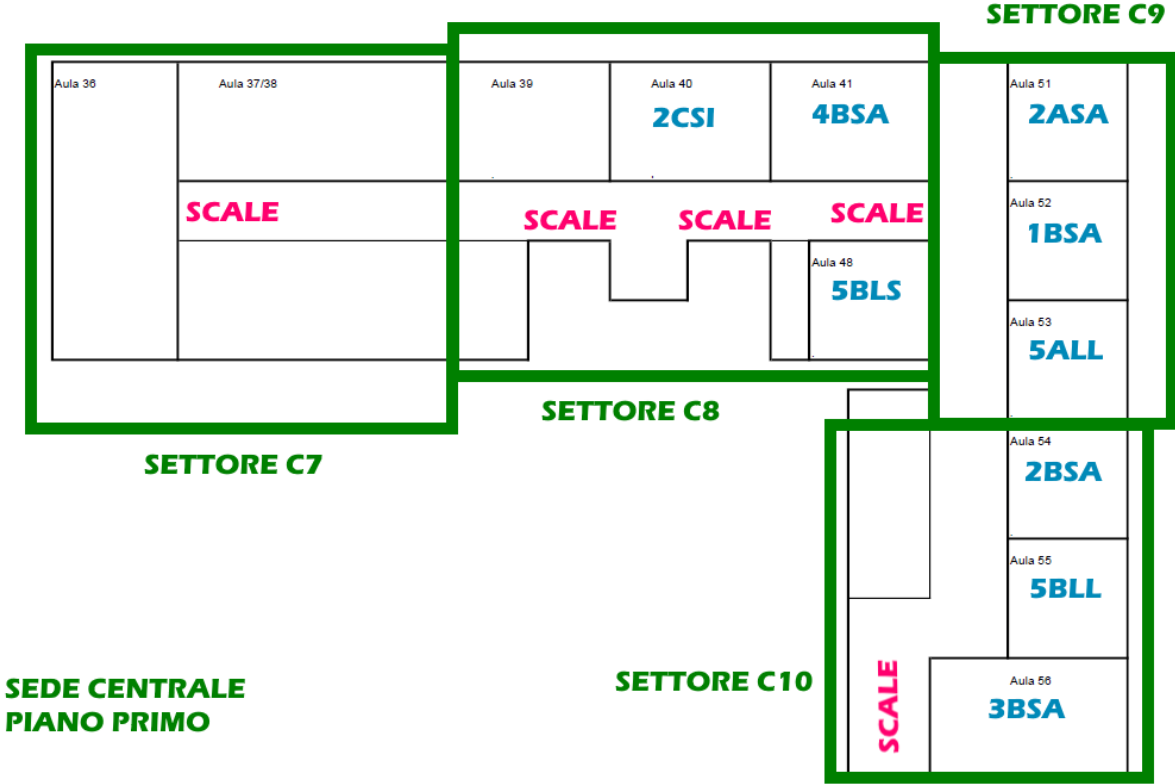 SETTORE C9
Aula 36
Aula 37/38
Aula 39
Aula 40
2CSI
Aula 41
4BSA
Aula 51
2ASA
SCALE
SCALE
SCALE
SCALE
Aula 52
1BSA
Aula 48
5BLS
Aula 53
5ALL
SETTORE C8
SETTORE C7
Aula 54
2BSA
Aula 55
5BLL
SETTORE C10
SCALE
Aula 56
3BSA
SEDE CENTRALE
PIANO PRIMO